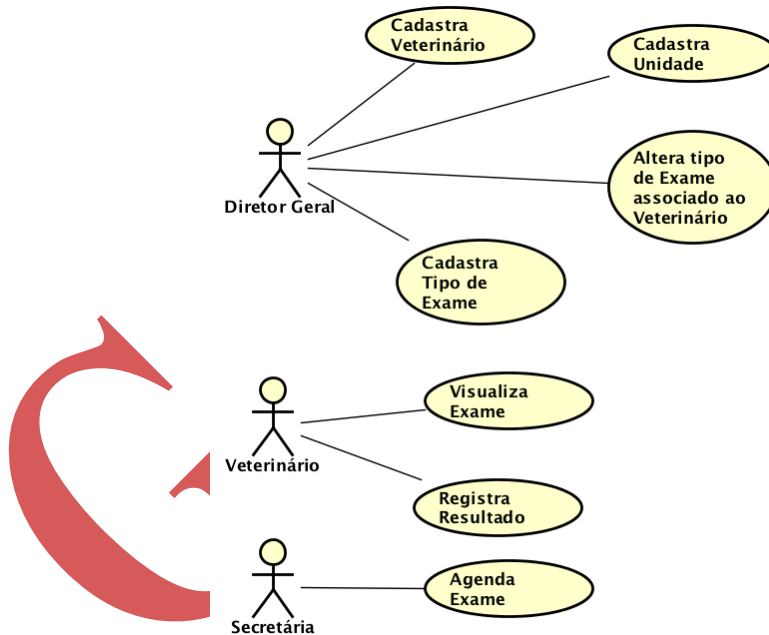 Cadastra
Veterinário
Cadastra
Unidade
Altera tipo
de Exame
associado ao
Veterinário
Diretor Geral
Cadastra
Tipo de
Exame
Visualiza
Exame
Veterinário
Registra
Resultado
Agenda
Exame
Secretária